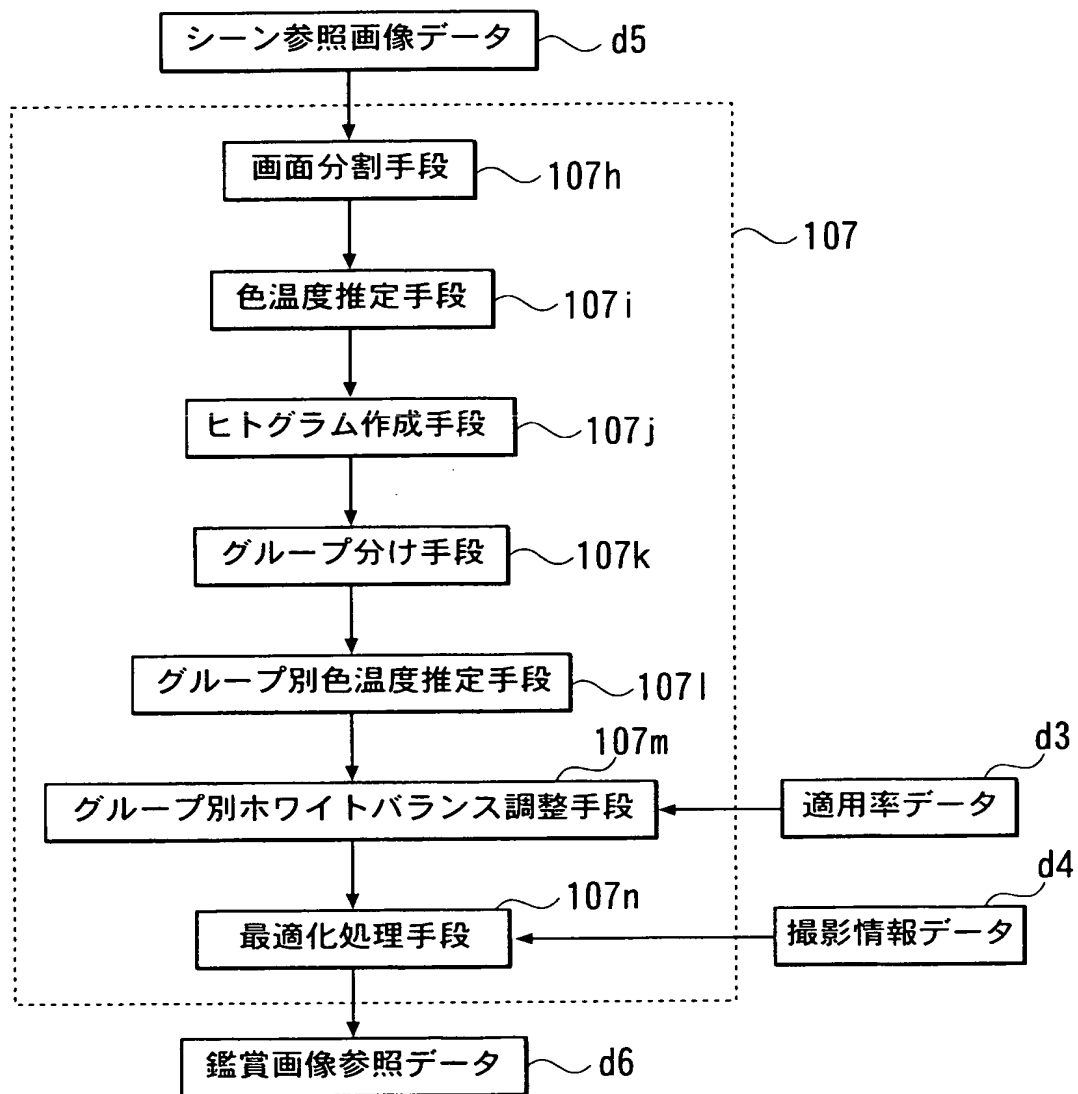 シーン参照画像データ
d5
画面分割手段
107h
107
色温度推定手段
107i
ヒトグラム作成手段
107j
グループ分け手段
107k
グループ別色温度推定手段
107l
107m
d3
グループ別ホワイトバランス調整手段
適用率データ
d4
107n
最適化処理手段
撮影情報データ
鑑賞画像参照データ
d6